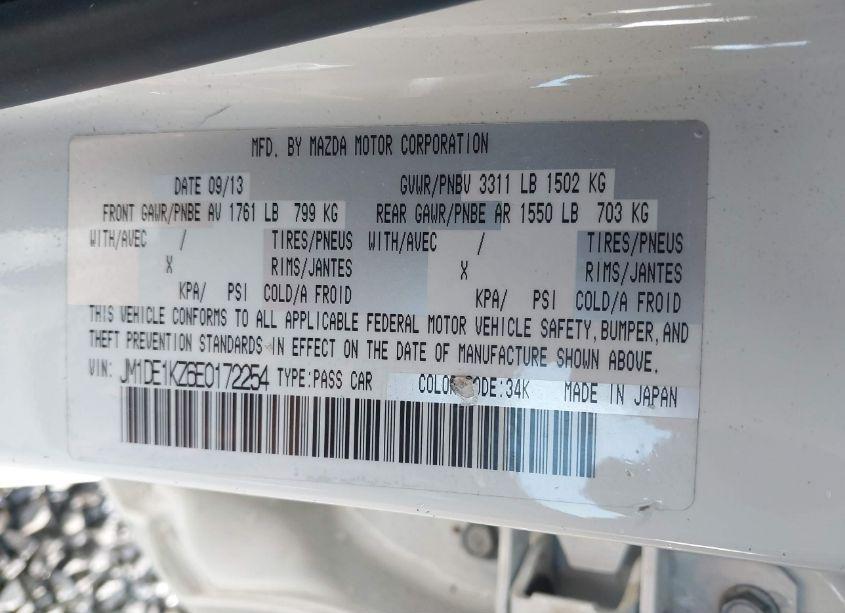 MFD. BY MAZDA MOTOR CORPORATION
DATE 09/13 GVWR/PNBV 3311 LB 1502 KG
FRONT GAWR/PNBE AV 1761 LB 799 KG REAR GAWR/PNBE AR 1550 LB 703 KG
WITH/AVEC / TIRES/PNEUS WITH/AVEC / TIRES/PNEUS
X RIMS/JANTES X RIMS/JANTES
KPA/ PSI COLD/A FROID KPA/ PSI COLD/A FROID
THIS VEHICLE CONFORMS TO ALL APPLICABLE FEDERAL MOTOR VEHICLE SAFETY, BUMPER, AND
THEFT PREVENTION STANDARDS IN EFFECT ON THE DATE OF MANUFACTURE SHOWN ABOVE.
VIN: JM1DE1KZ6E0172254 TYPE:PASS CAR COLOR CODE:34K MADE IN JAPAN